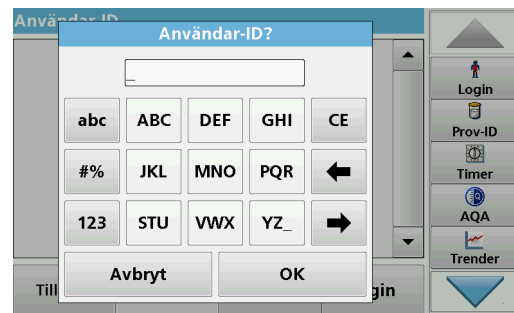 Användar-ID
Användar-ID?
_
abc ABC DEF GHI CE
#% JKL MNO PQR
123 STU VWX YZ_
Avbryt OK
Till
gin
Login
Prov-ID
Timer
AQA
Trender